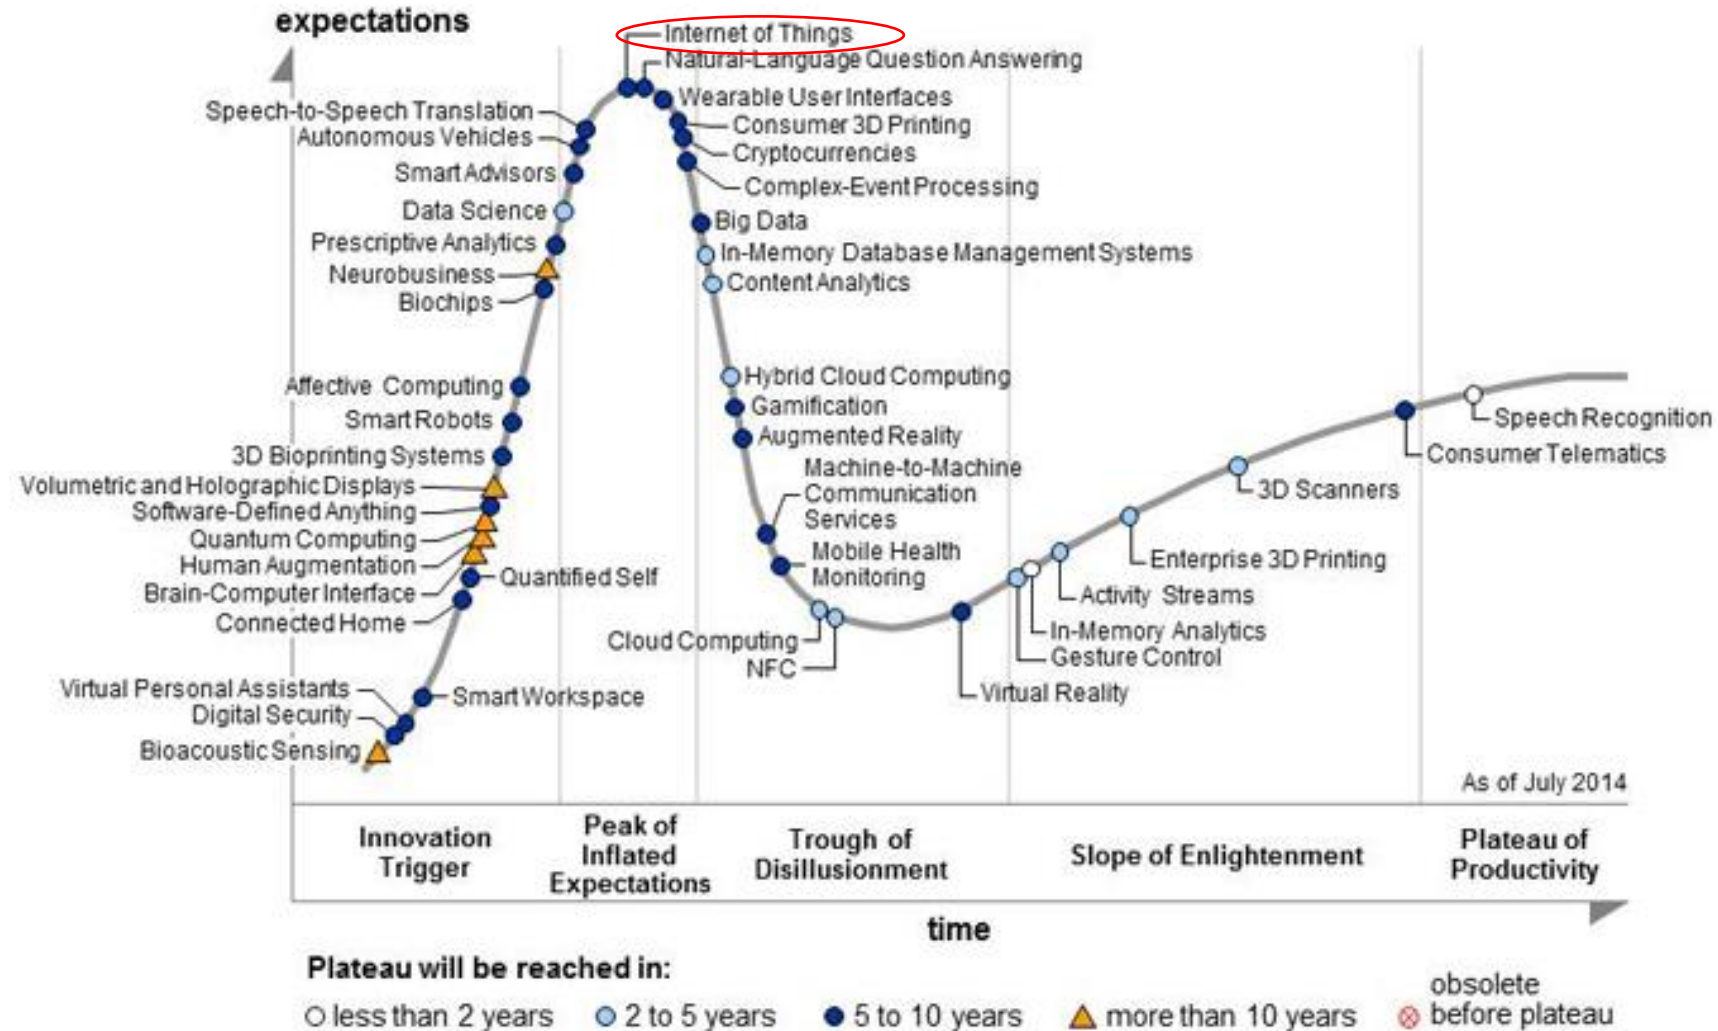 expectations
Internet of Things
Natural-Language Question Answering
Wearable User Interfaces
Consumer 3D Printing
Cryptocurrencies
Complex-Event Processing
Big Data
In-Memory Database Management Systems
Content Analytics
Hybrid Cloud Computing
Gamification
Augmented Reality
Machine-to-Machine
Communication
Services
Mobile Health
Monitoring
Speech-to-Speech Translation
Autonomous Vehicles
Smart Advisors
Data Science
Prescriptive Analytics
Neurobusiness
Biochips
Affective Computing
Smart Robots
3D Bioprinting Systems
Volumetric and Holographic Displays
Software-Defined Anything
Quantum Computing
Human Augmentation
Brain-Computer Interface
Connected Home
Quantified Self
Virtual Personal Assistants
Digital Security
Bioacoustic Sensing
Smart Workspace
Cloud Computing
NFC
Virtual Reality
Gesture Control
In-Memory Analytics
Activity Streams
Enterprise 3D Printing
3D Scanners
Consumer Telematics
Speech Recognition
As of July 2014
Innovation
Trigger
Peak of
Inflated
Expectations
Trough of
Disillusionment
Slope of Enlightenment
Plateau of
Productivity
time
Plateau will be reached in:
less than 2 years
2 to 5 years
5 to 10 years
more than 10 years
obsolete
before plateau